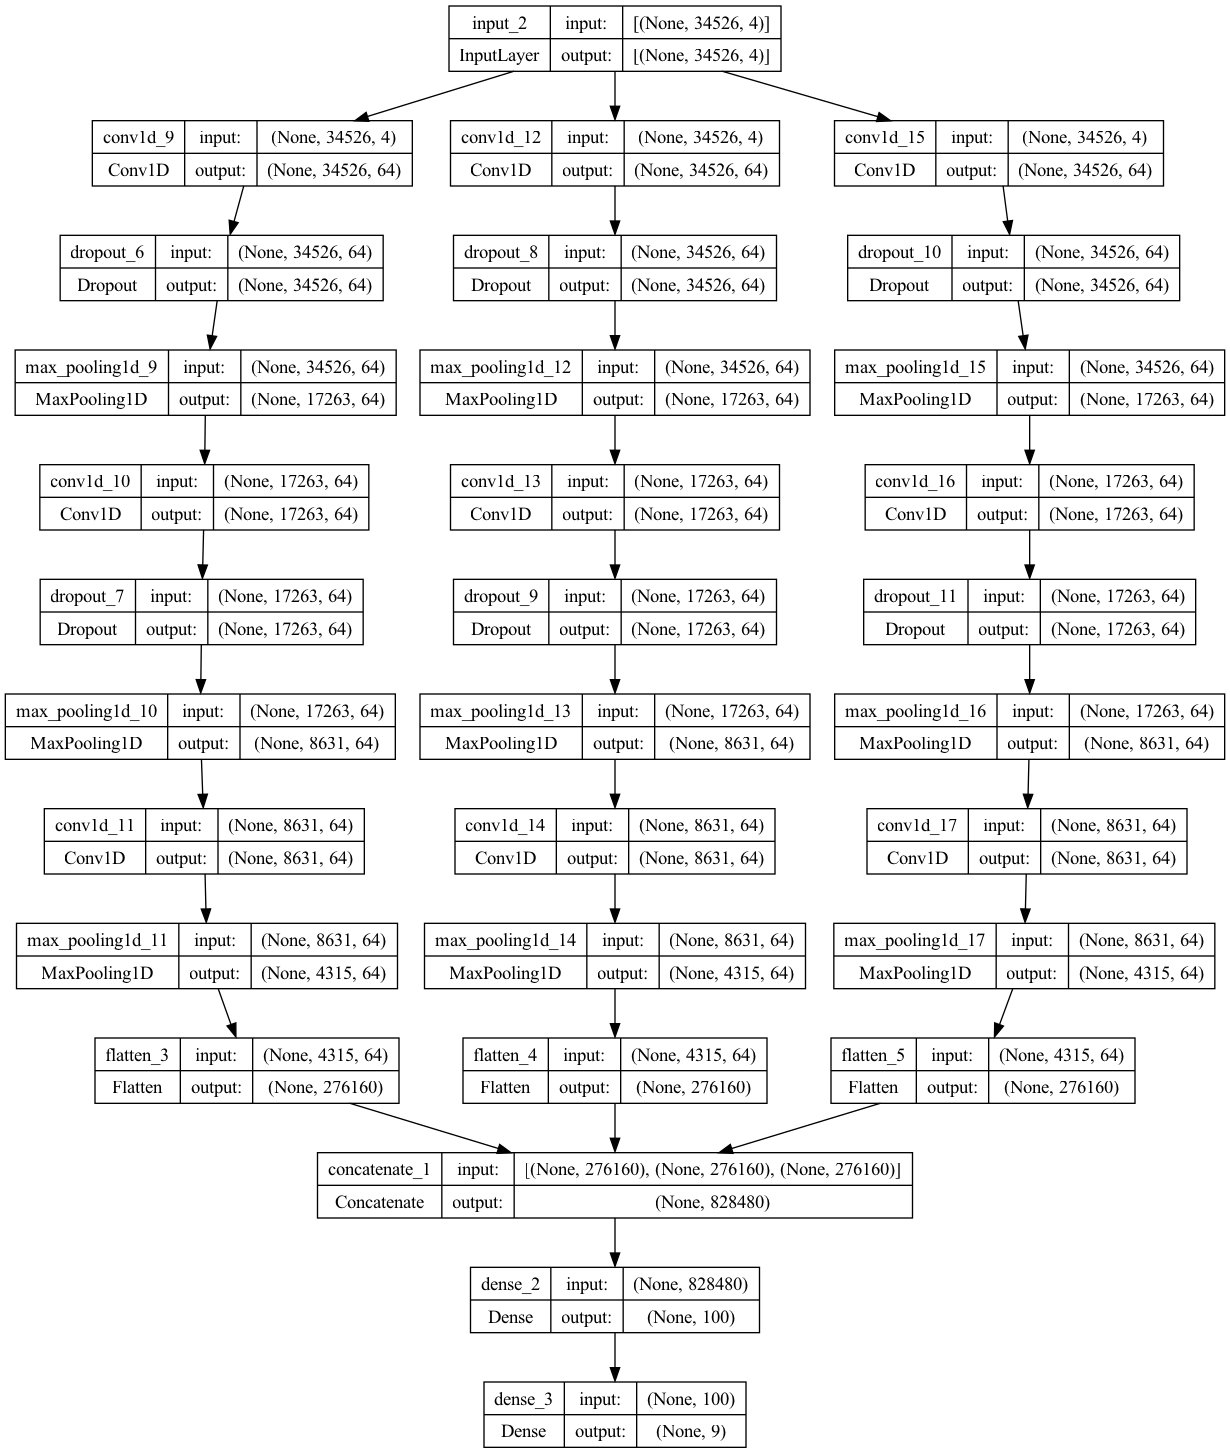 input_2 input: [(None, 34526, 4)]
InputLayer output: [(None, 34526, 4)]
conv1d_9 input: (None, 34526, 4)
Conv1D output: (None, 34526, 64)
conv1d_12 input: (None, 34526, 4)
Conv1D output: (None, 34526, 64)
conv1d_15 input: (None, 34526, 4)
Conv1D output: (None, 34526, 64)
dropout_6 input: (None, 34526, 64)
Dropout output: (None, 34526, 64)
dropout_8 input: (None, 34526, 64)
Dropout output: (None, 34526, 64)
dropout_10 input: (None, 34526, 64)
Dropout output: (None, 34526, 64)
max_pooling1d_9 input: (None, 34526, 64)
MaxPooling1D output: (None, 17263, 64)
max_pooling1d_12 input: (None, 34526, 64)
MaxPooling1D output: (None, 17263, 64)
max_pooling1d_15 input: (None, 34526, 64)
MaxPooling1D output: (None, 17263, 64)
conv1d_10 input: (None, 17263, 64)
Conv1D output: (None, 17263, 64)
conv1d_13 input: (None, 17263, 64)
Conv1D output: (None, 17263, 64)
conv1d_16 input: (None, 17263, 64)
Conv1D output: (None, 17263, 64)
dropout_7 input: (None, 17263, 64)
Dropout output: (None, 17263, 64)
dropout_9 input: (None, 17263, 64)
Dropout output: (None, 17263, 64)
dropout_11 input: (None, 17263, 64)
Dropout output: (None, 17263, 64)
max_pooling1d_10 input: (None, 17263, 64)
MaxPooling1D output: (None, 8631, 64)
max_pooling1d_13 input: (None, 17263, 64)
MaxPooling1D output: (None, 8631, 64)
max_pooling1d_16 input: (None, 17263, 64)
MaxPooling1D output: (None, 8631, 64)
conv1d_11 input: (None, 8631, 64)
Conv1D output: (None, 8631, 64)
conv1d_14 input: (None, 8631, 64)
Conv1D output: (None, 8631, 64)
conv1d_17 input: (None, 8631, 64)
Conv1D output: (None, 8631, 64)
max_pooling1d_11 input: (None, 8631, 64)
MaxPooling1D output: (None, 4315, 64)
max_pooling1d_14 input: (None, 8631, 64)
MaxPooling1D output: (None, 4315, 64)
max_pooling1d_17 input: (None, 8631, 64)
MaxPooling1D output: (None, 4315, 64)
flatten_3 input: (None, 4315, 64)
Flatten output: (None, 276160)
flatten_4 input: (None, 4315, 64)
Flatten output: (None, 276160)
flatten_5 input: (None, 4315, 64)
Flatten output: (None, 276160)
concatenate_1 input: [(None, 276160), (None, 276160), (None, 276160)]
Concatenate output: (None, 828480)
dense_2 input: (None, 828480)
Dense output: (None, 100)
dense_3 input: (None, 100)
Dense output: (None, 9)